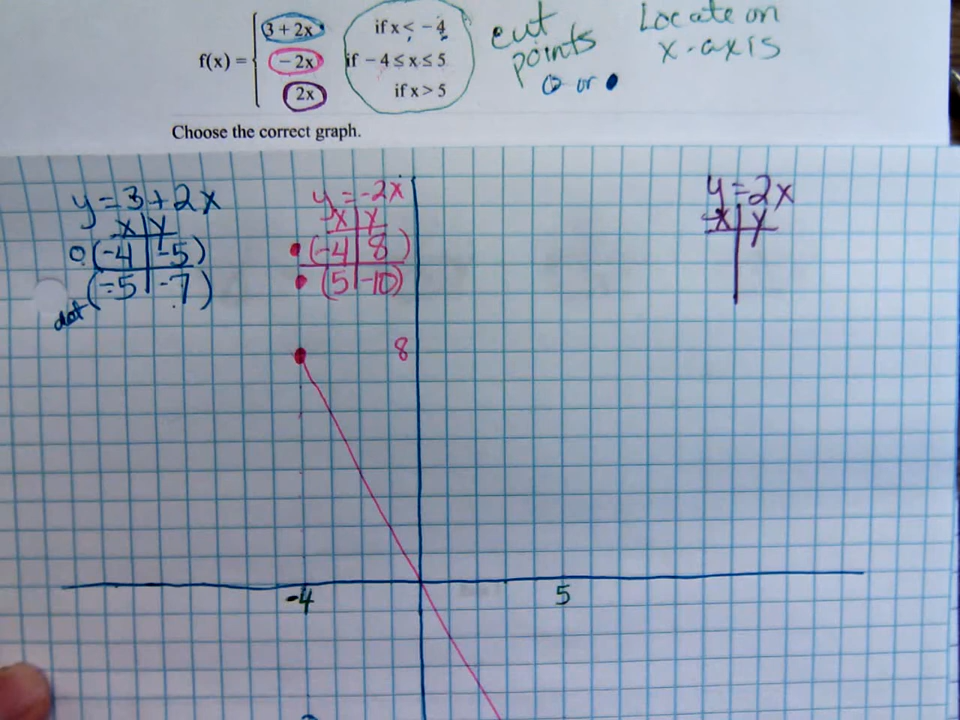 f(x) = { 3 + 2x if x < - 4
- 2x if - 4 ≤ x ≤ 5
2x if x > 5
cut points
o or •
Locate on
x-axis
Choose the correct graph.
y = 3 + 2x
x | y
o (-4 | -5)
dot (-5 | -7)
y = -2x
x | y
• (-4 | 8)
• (5 | -10)
y = 2x
x | y
8
-4
5